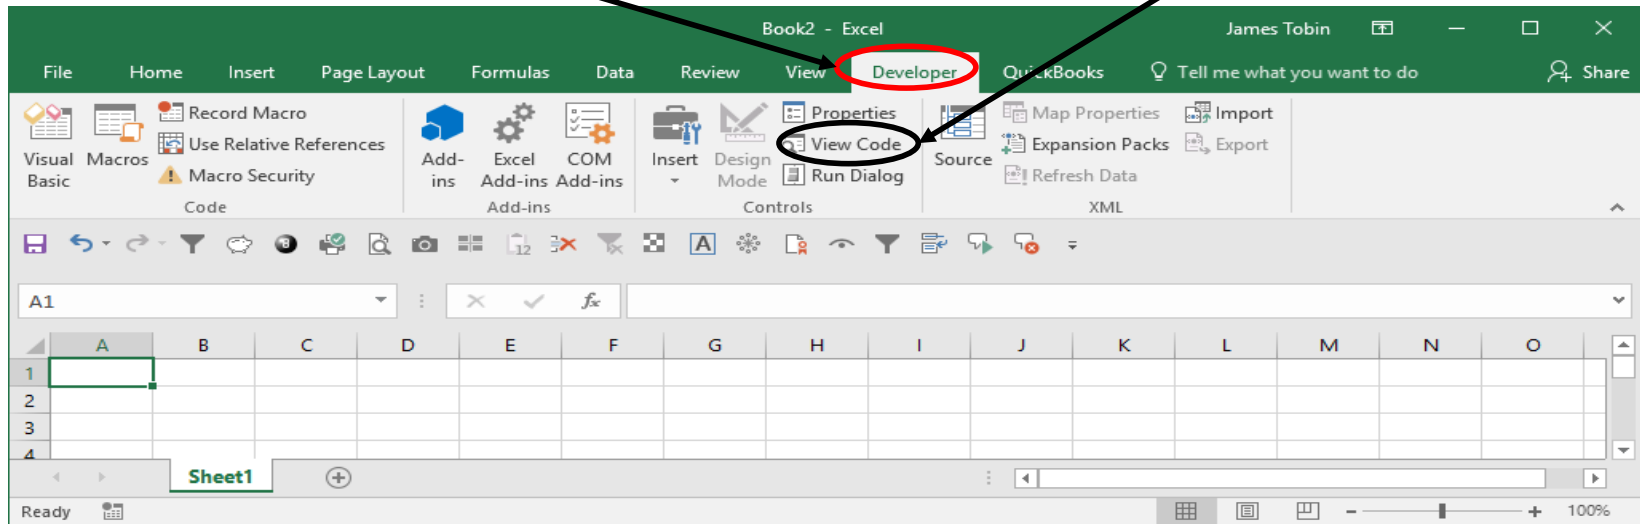 Book2 - Excel James Tobin
File Home Insert Page Layout Formulas Data Review View Developer QuickBooks Tell me what you want to do Share
Visual Basic
Macros
Record Macro
Use Relative References
Macro Security
Code
Add-ins
Excel Add-ins
COM Add-ins
Add-ins
Insert
Design Mode
Properties
View Code
Run Dialog
Controls
Source
Map Properties
Expansion Packs
Refresh Data
Import
Export
XML
A1 fx
A B C D E F G H I J K L M N O
1
2
3
4
Sheet1
Ready 100%